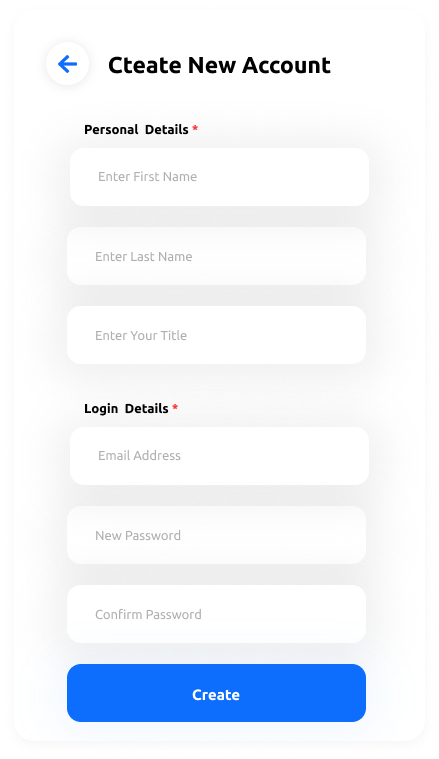 Cteate New Account
Personal Details *
Enter First Name
Enter Last Name
Enter Your Title
Login Details *
Email Address
New Password
Confirm Password
Create